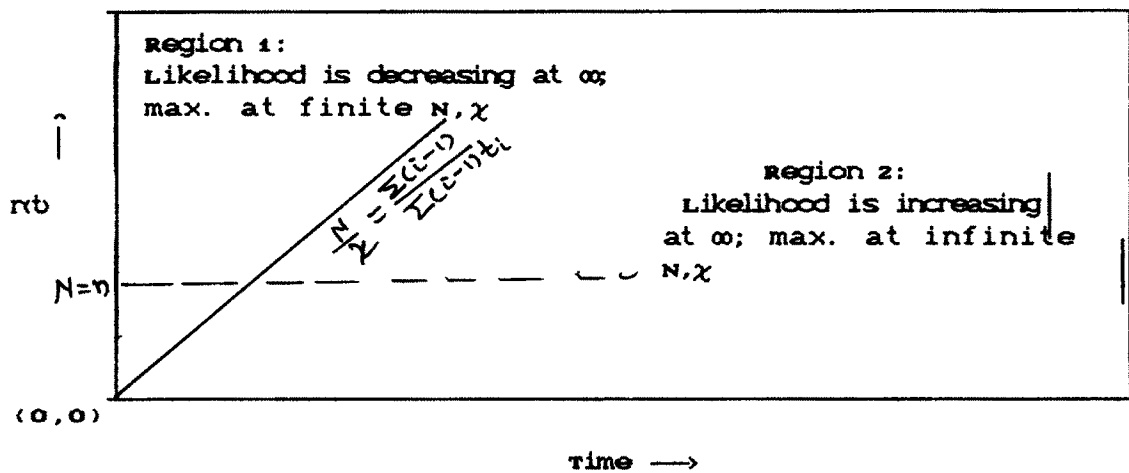 Region 1:
Likelihood is decreasing at ∞;
max. at finite N, χ
N/χ = Σ(i-1)/Σ(i-1)tᵢ
Region 2:
Likelihood is increasing
at ∞; max. at infinite
N, χ
N=n
(0,0)
Time →